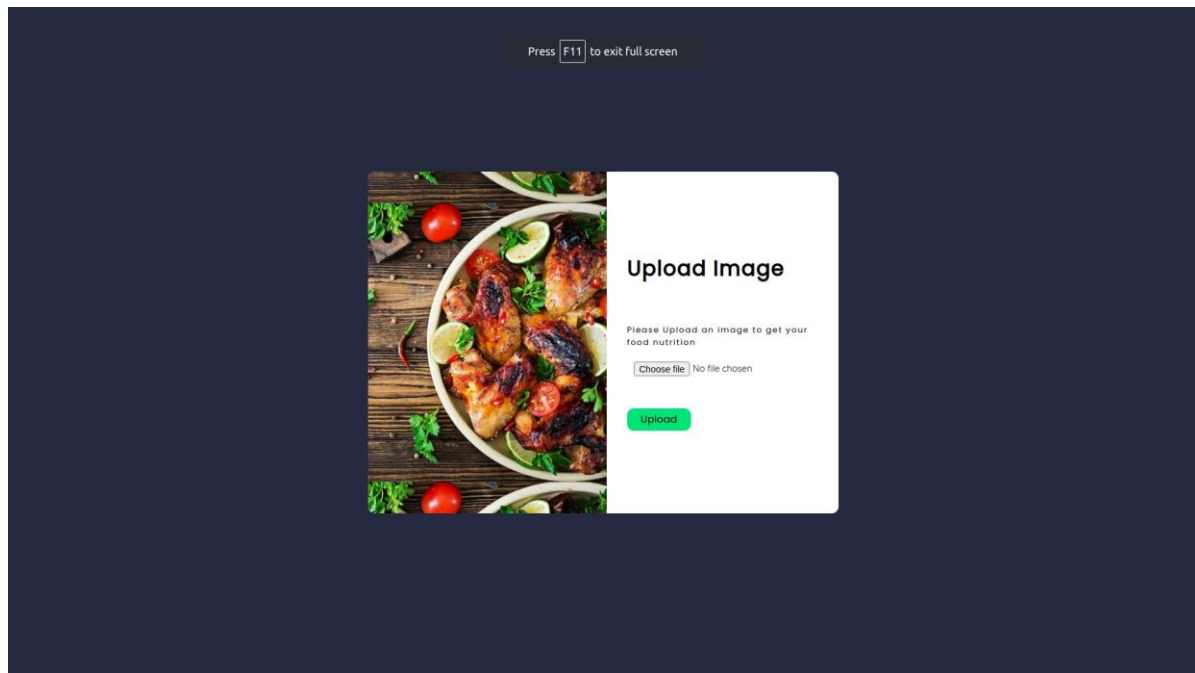 Press F11 to exit full screen
Upload Image
Please Upload an image to get your
food nutrition
Choose file No file chosen
Upload